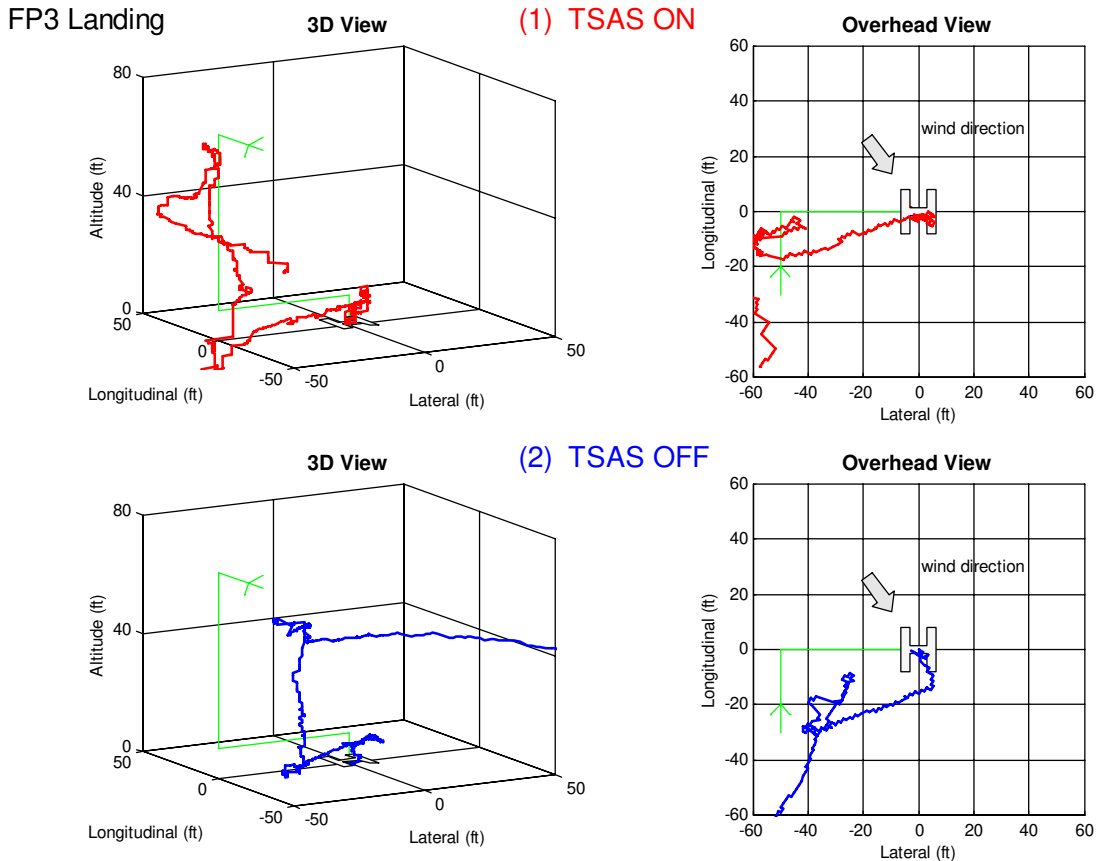 FP3 Landing
(1) TSAS ON
3D View
80
40
0
Altitude (ft)
50
0
-50
Longitudinal (ft)
-50
0
50
Lateral (ft)
Overhead View
60
40
20
0
-20
-40
-60
Longitudinal (ft)
wind direction
H
-60 -40 -20 0 20 40 60
Lateral (ft)
(2) TSAS OFF
3D View
80
40
0
Altitude (ft)
50
0
-50
Longitudinal (ft)
-50
0
50
Lateral (ft)
Overhead View
60
40
20
0
-20
-40
-60
Longitudinal (ft)
wind direction
H
-60 -40 -20 0 20 40 60
Lateral (ft)